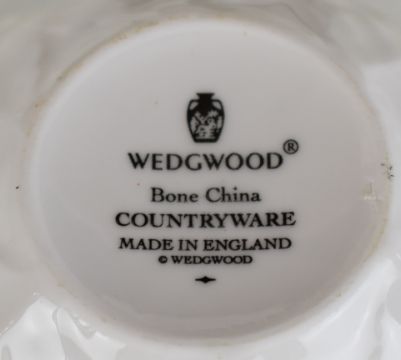 WEDGWOOD®
Bone China
COUNTRYWARE
MADE IN ENGLAND
© WEDGWOOD